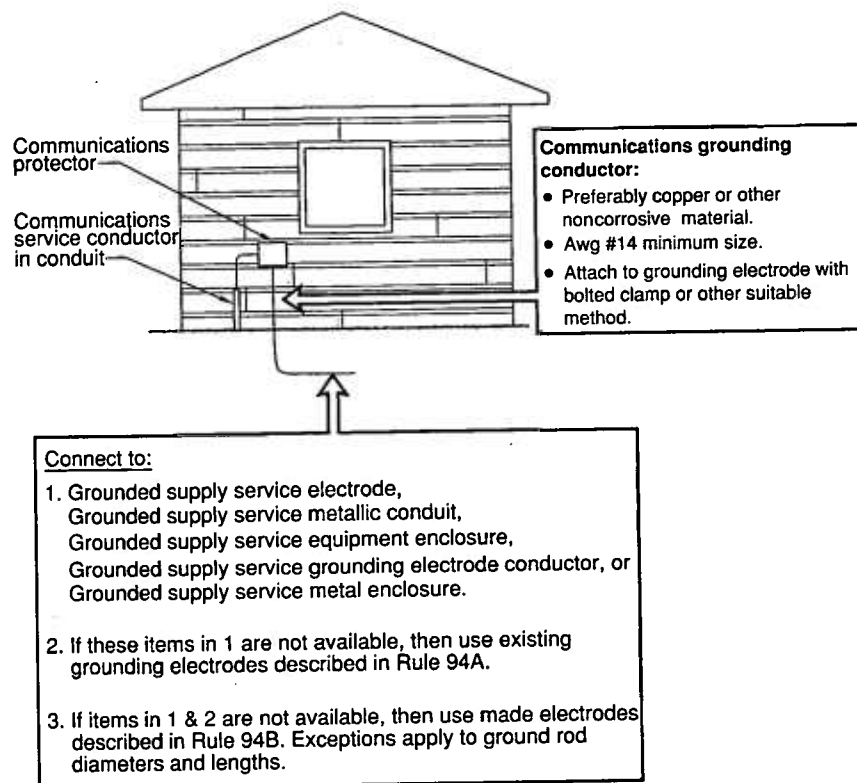 Communications
protector
Communications
service conductor
in conduit
Communications grounding
conductor:
• Preferably copper or other
noncorrosive material.
• Awg #14 minimum size.
• Attach to grounding electrode with
bolted clamp or other suitable
method.
Connect to:
1. Grounded supply service electrode,
Grounded supply service metallic conduit,
Grounded supply service equipment enclosure,
Grounded supply service grounding electrode conductor, or
Grounded supply service metal enclosure.
2. If these items in 1 are not available, then use existing
grounding electrodes described in Rule 94A.
3. If items in 1 & 2 are not available, then use made electrodes
described in Rule 94B. Exceptions apply to ground rod
diameters and lengths.